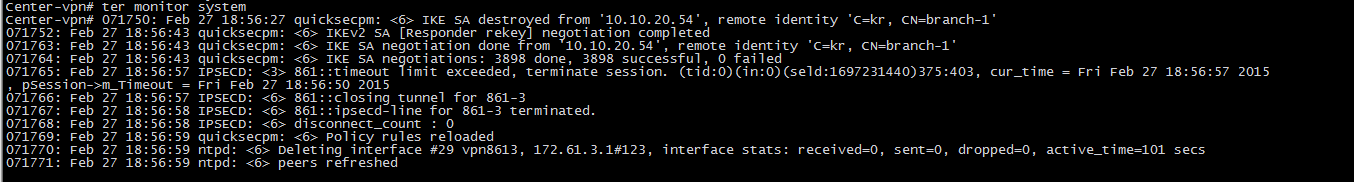 Center-vpn# ter monitor system
Center-vpn# 071750: Feb 27 18:56:27 quicksecpm: <6> IKE SA destroyed from '10.10.20.54', remote identity 'C=kr, CN=branch-1'
071752: Feb 27 18:56:43 quicksecpm: <6> IKEv2 SA [Responder rekey] negotiation completed
071763: Feb 27 18:56:43 quicksecpm: <6> IKE SA negotiation done from '10.10.20.54', remote identity 'C=kr, CN=branch-1'
071764: Feb 27 18:56:43 quicksecpm: <6> IKE SA negotiations: 3898 done, 3898 successful, 0 failed
071765: Feb 27 18:56:57 IPSECD: <3> 861::timeout limit exceeded, terminate session. (tid:0)(in:0)(seld:1697231440)375:403, cur_time = Fri Feb 27 18:56:57 2015
, pSession->m_Timeout = Fri Feb 27 18:56:50 2015
071766: Feb 27 18:56:57 IPSECD: <6> 861::closing tunnel for 861-3
071767: Feb 27 18:56:58 IPSECD: <6> 861::ipsecd-line for 861-3 terminated.
071768: Feb 27 18:56:58 IPSECD: <6> disconnect_count : 0
071769: Feb 27 18:56:59 quicksecpm: <6> Policy rules reloaded
071770: Feb 27 18:56:59 ntpd: <6> Deleting interface #29 vpn8613, 172.61.3.1#123, interface stats: received=0, sent=0, dropped=0, active_time=101 secs
071771: Feb 27 18:56:59 ntpd: <6> peers refreshed